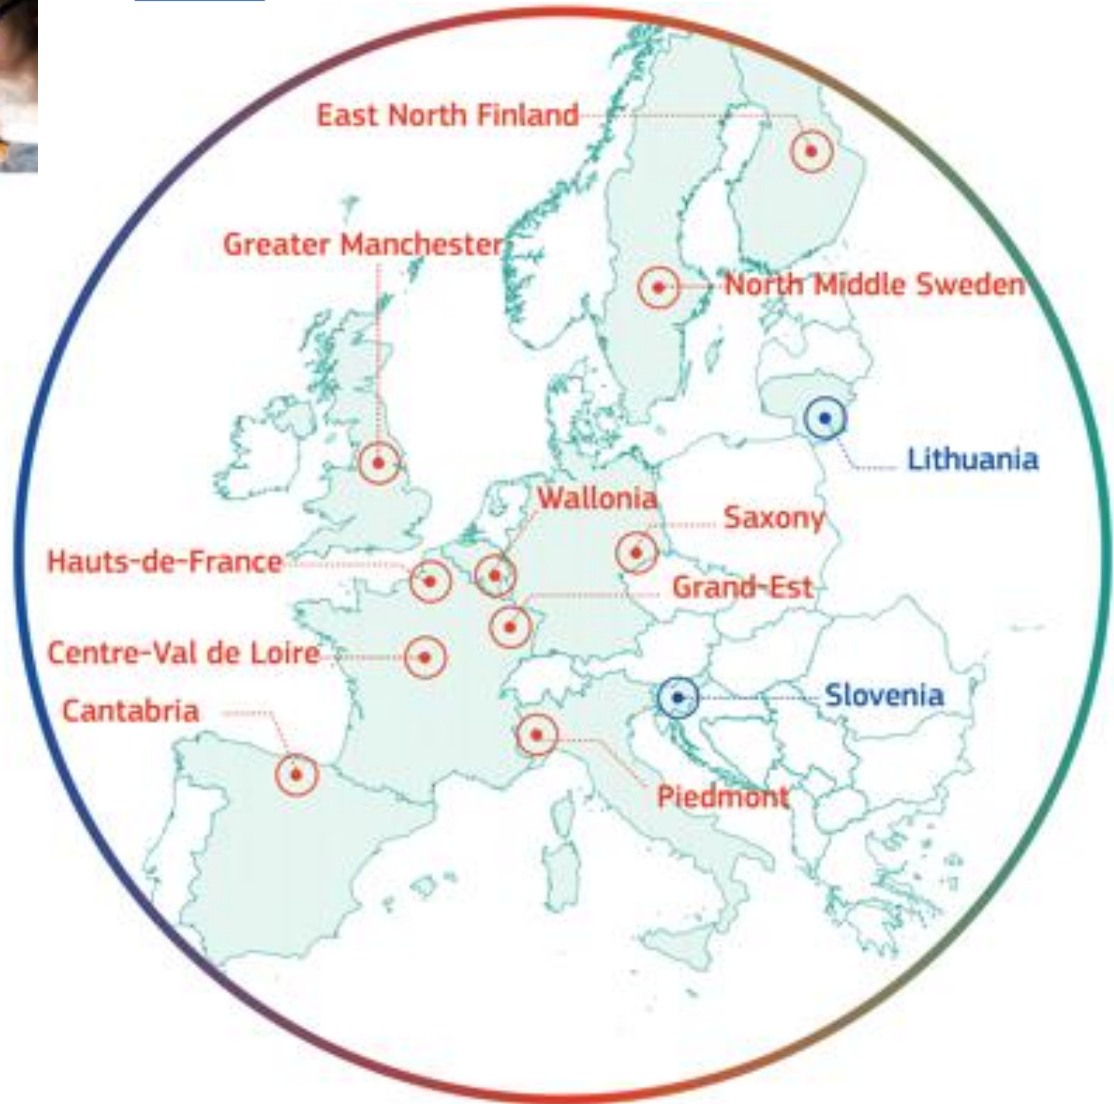 East North Finland
Greater Manchester
North Middle Sweden
Lithuania
Wallonia
Saxony
Hauts-de-France
Grand-Est
Centre-Val de Loire
Slovenia
Cantabria
Piedmont